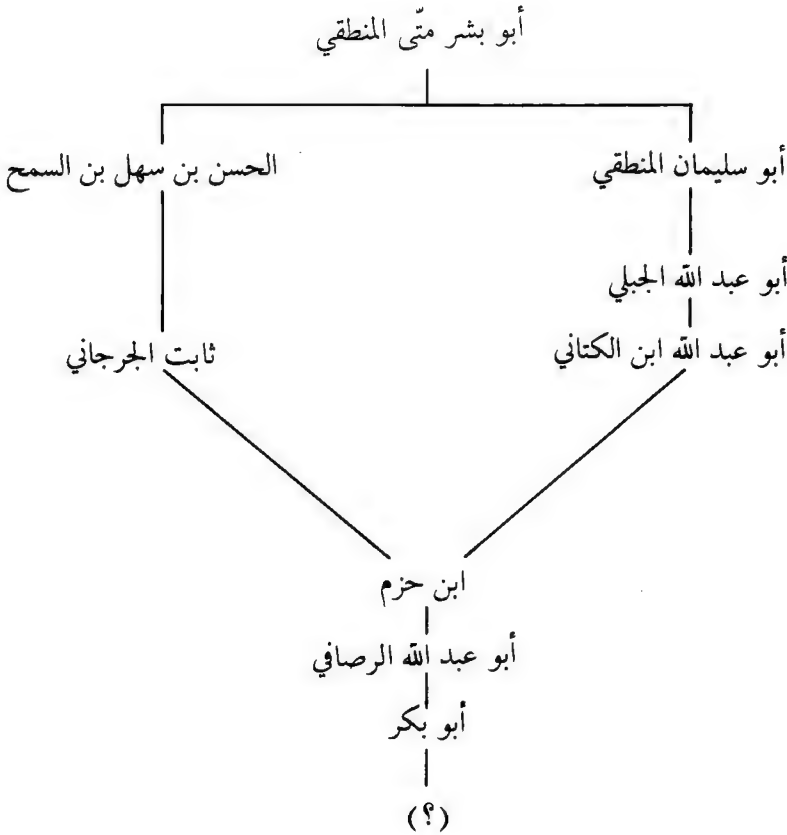 أبو بشر متّى المنطقي
أبو سليمان المنطقي
الحسن بن سهل بن السمح
أبو عبد الله الجبلي
أبو عبد الله ابن الكتاني
ثابت الجرجاني
ابن حزم
أبو عبد الله الرصافي
أبو بكر
(؟)